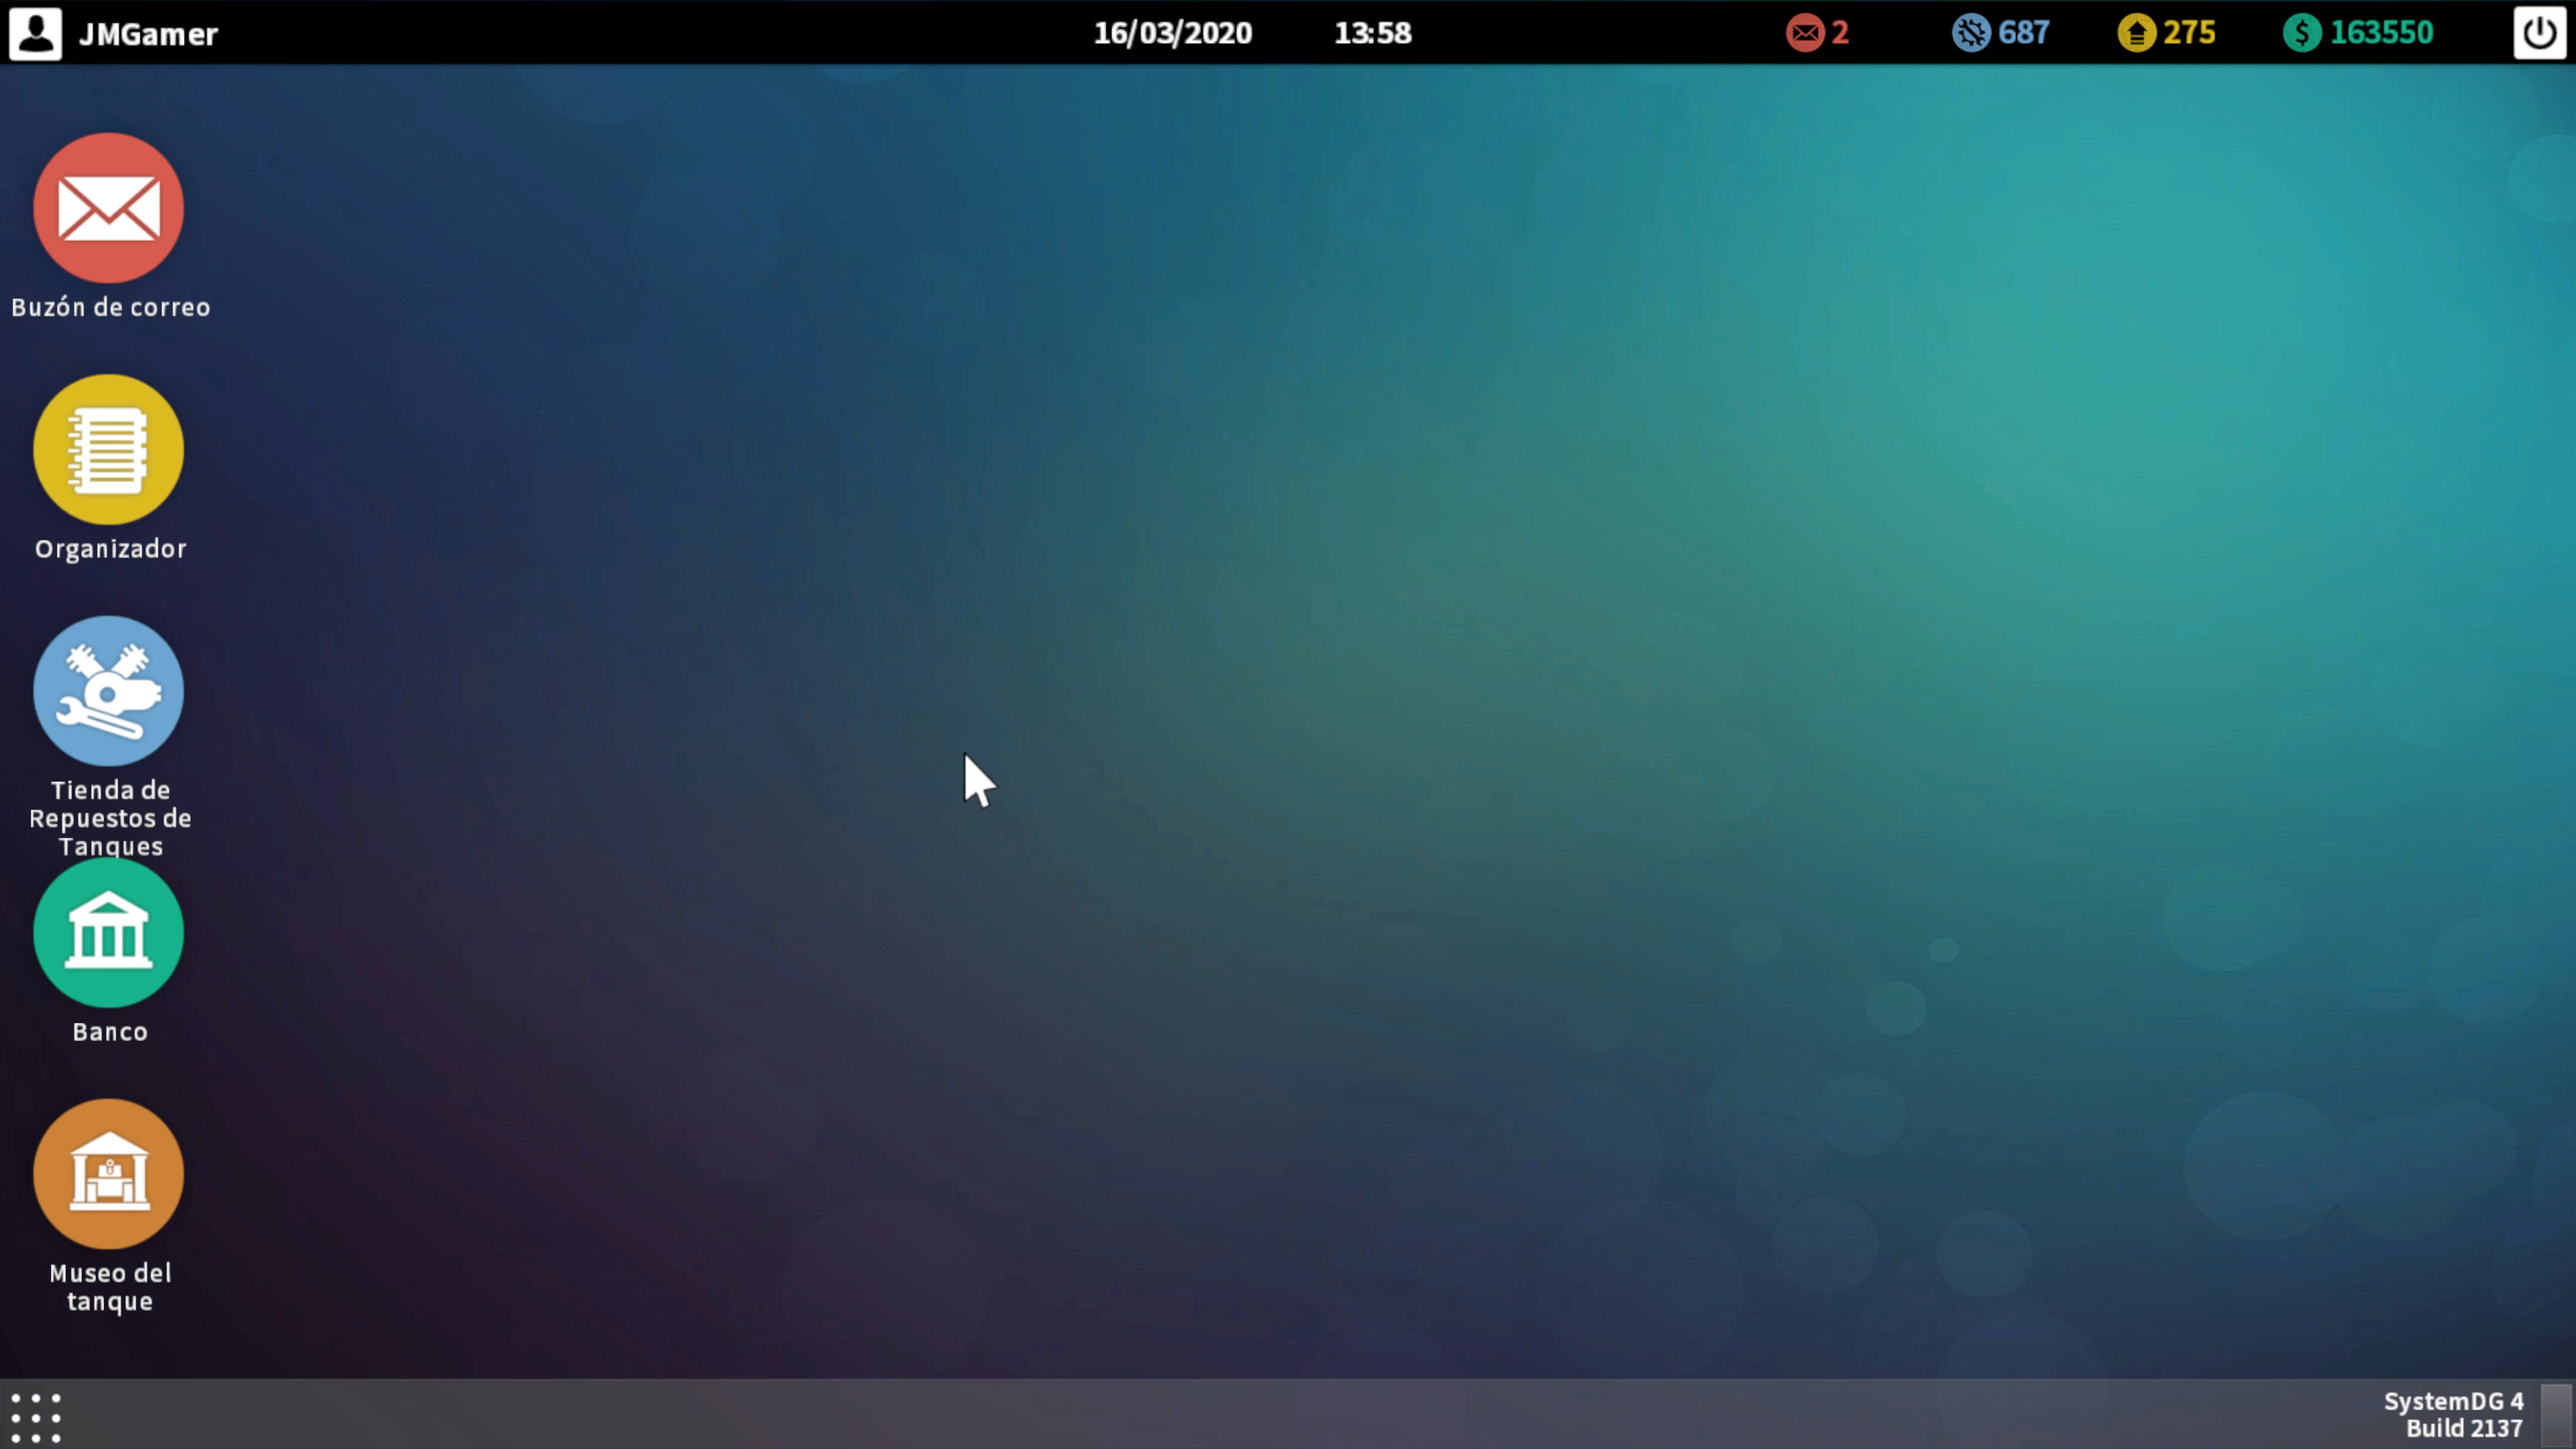 JMGamer
16/03/2020
13:58
2
687
275
163550
Buzón de correo
Organizador
Tienda de
Repuestos de
Tanques
Banco
Museo del
tanque
SystemDG 4
Build 2137